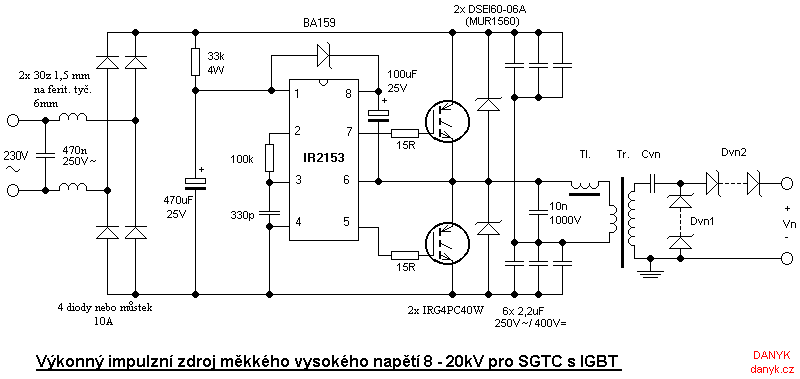 2x DSEI60-06A
(MUR1560)
BA159
33k
4W
100uF
25V
2x 30z 1,5 mm
na ferit. tyč.
6mm
1
8
2
7
15R
470n
250V~
230V
~
100k
IR2153
3
6
Tl.
Tr.
Cvn
Dvn2
470uF
25V
330p
4
5
10n
1000V
Dvn1
+
Vn
-
15R
4 diody nebo můstek
10A
2x IRG4PC40W
6x 2,2uF
250V~/ 400V=
Výkonný impulzní zdroj měkkého vysokého napětí 8 - 20kV pro SGTC s IGBT
DANYK
danyk.cz